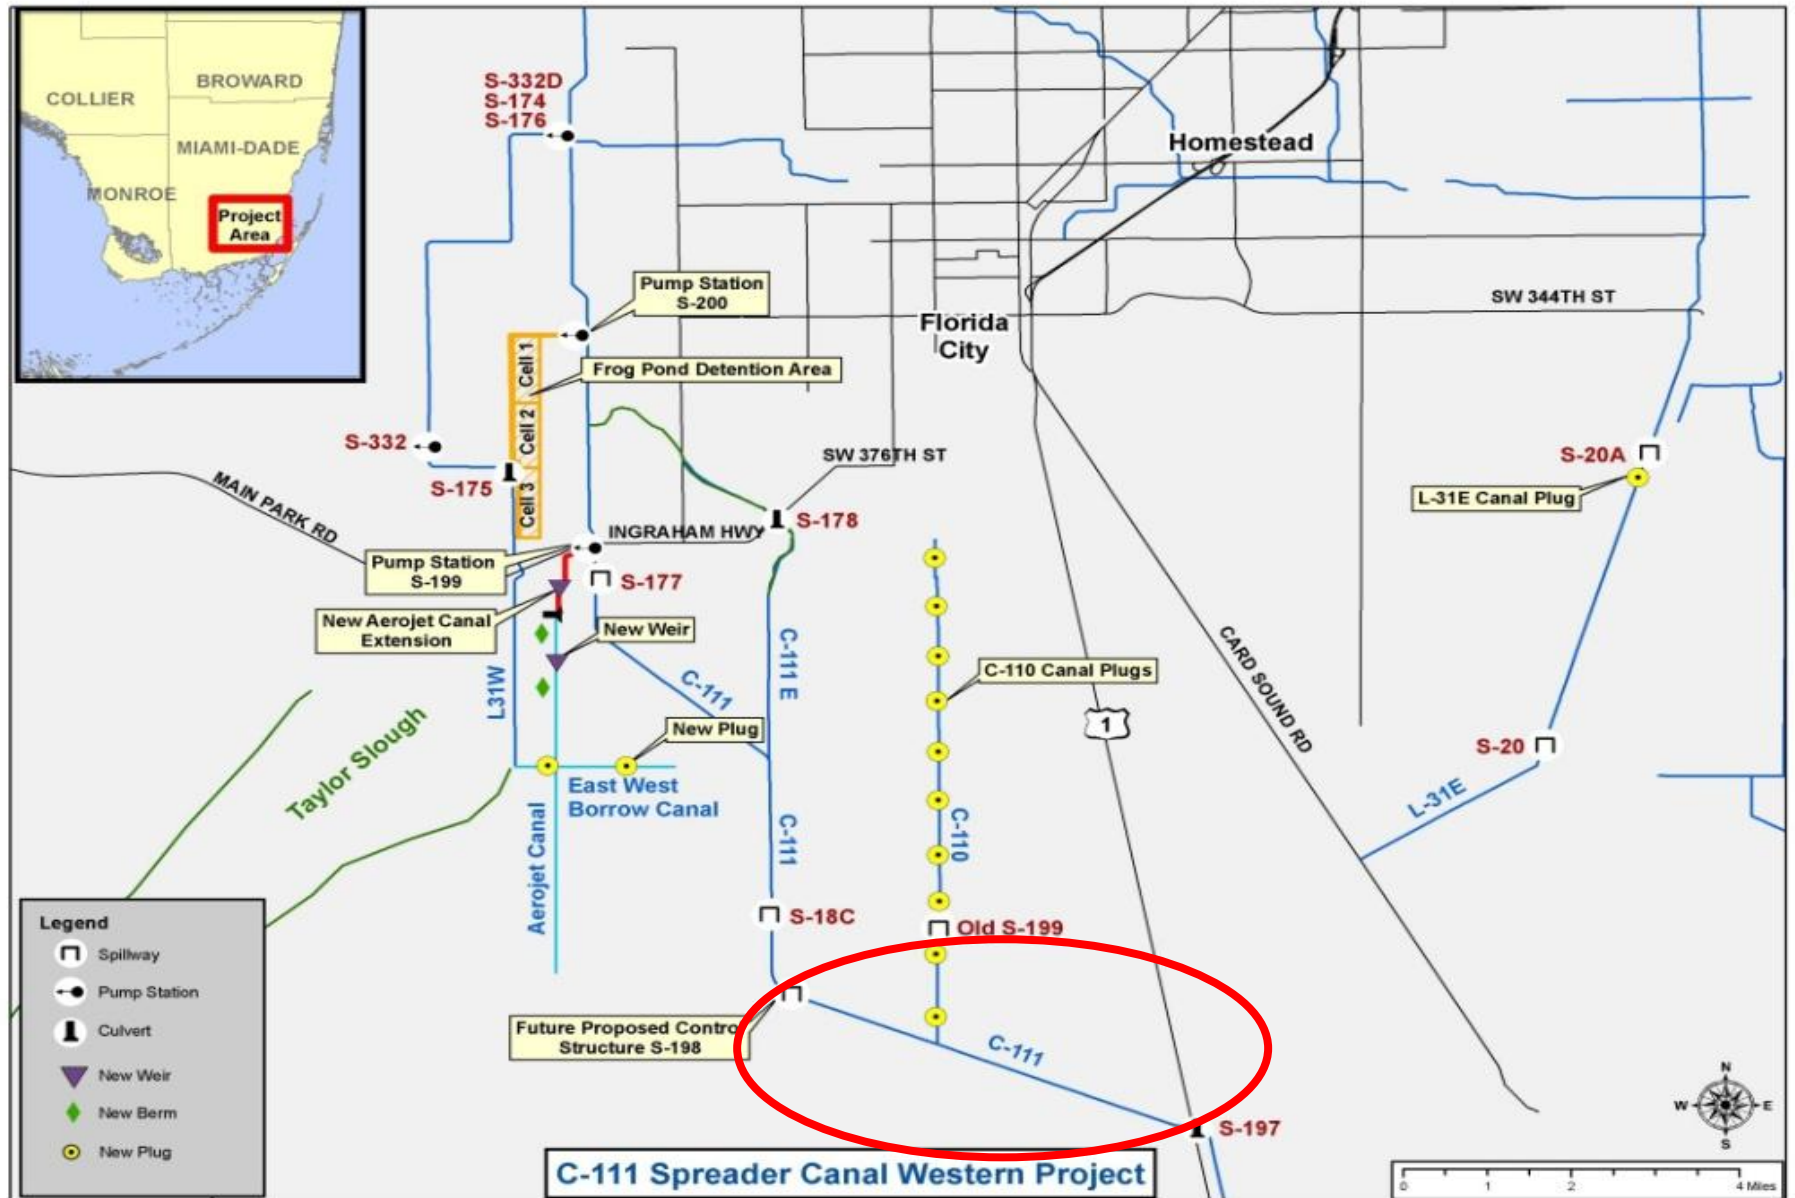 COLLIER
BROWARD
MIAMI-DADE
MONROE
Project
Area
S-332D
S-174
S-176
Homestead
Pump Station
S-200
SW 344TH ST
Florida
City
Cell 1
Frog Pond Detention Area
Cell 2
S-332
SW 376TH ST
S-20A
S-175
Cell 3
L-31E Canal Plug
MAIN PARK RD
S-178
INGRAHAM HWY
Pump Station
S-199
S-177
New Aerojet Canal
Extension
New Weir
C-111 E
CARD SOUND RD
L31W
C-111
C-110 Canal Plugs
1
New Plug
S-20
Taylor Slough
East West
Borrow Canal
L-31E
Aerojet Canal
C-111
C-110
S-18C
Old S-199
Legend
Spillway
Pump Station
Culvert
New Weir
New Berm
New Plug
Future Proposed Contro
Structure S-198
C-111
S-197
N
W
E
S
C-111 Spreader Canal Western Project
0 1 2 4 Miles